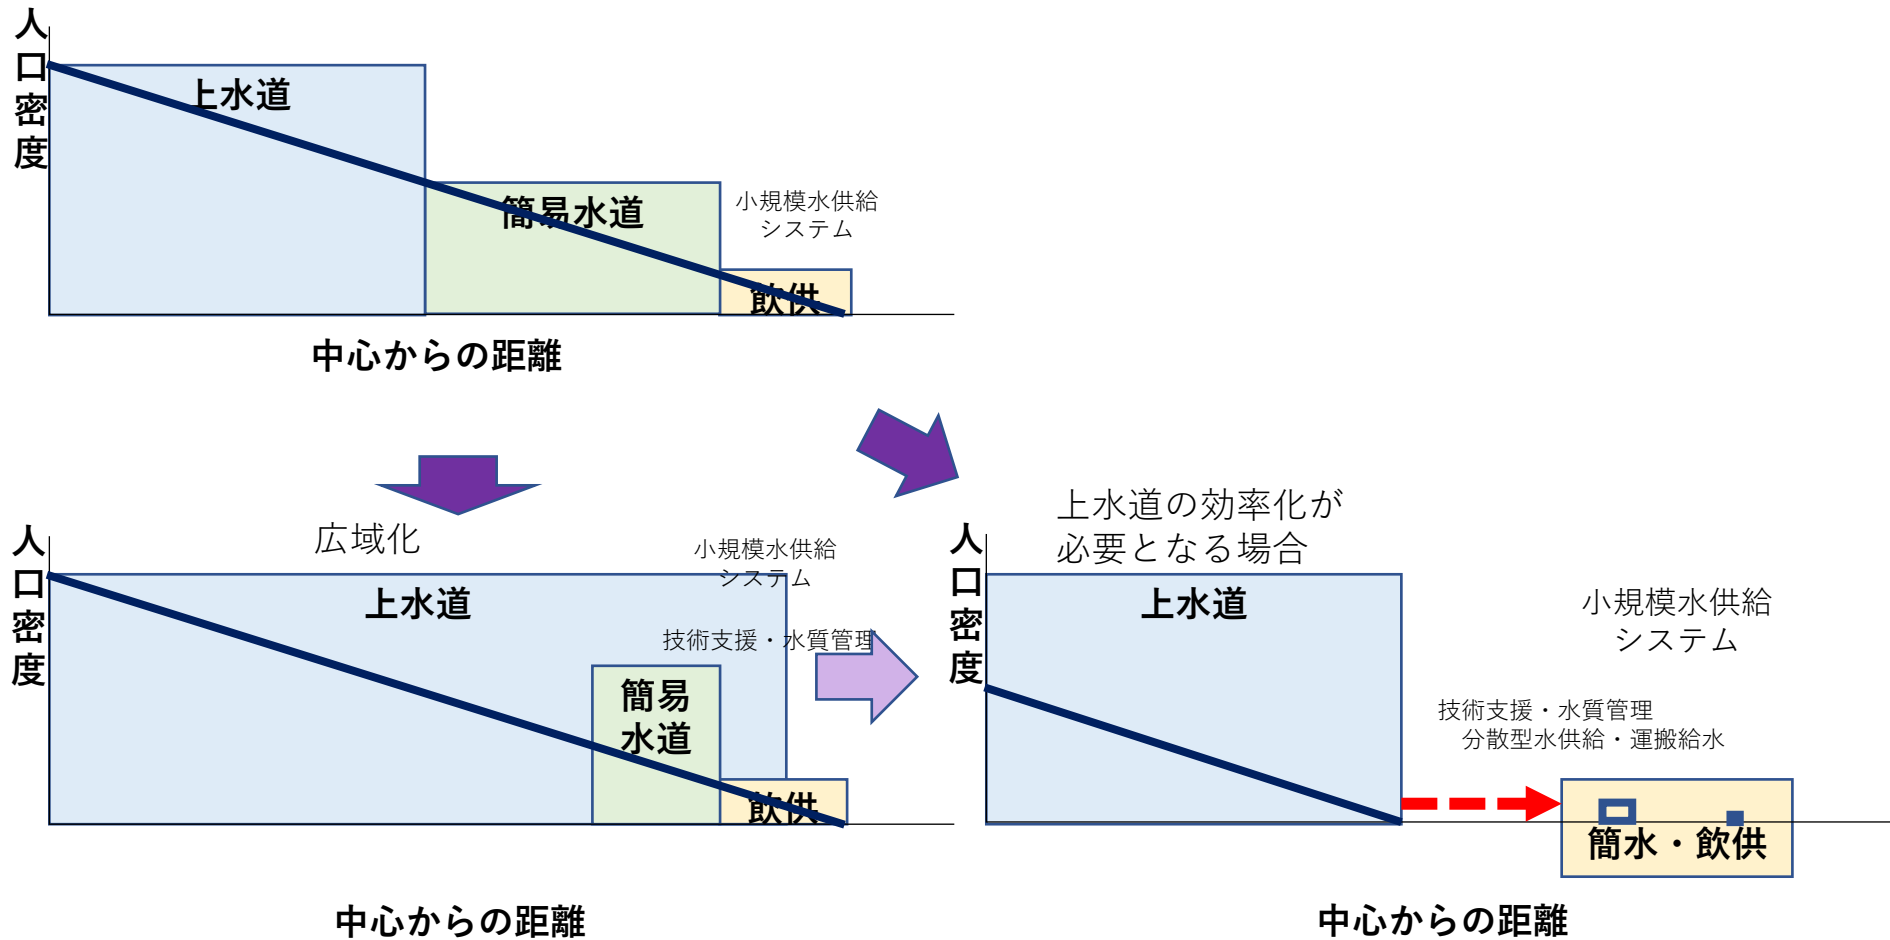 人口密度
上水道
簡易水道
小規模水供給
システム
飲供
中心からの距離
広域化
人口密度
上水道
小規模水供給
システム
技術支援・水質管理
簡易
水道
飲供
中心からの距離
上水道の効率化が
必要となる場合
人口密度
上水道
小規模水供給
システム
技術支援・水質管理
分散型水供給・運搬給水
簡水・飲供
中心からの距離